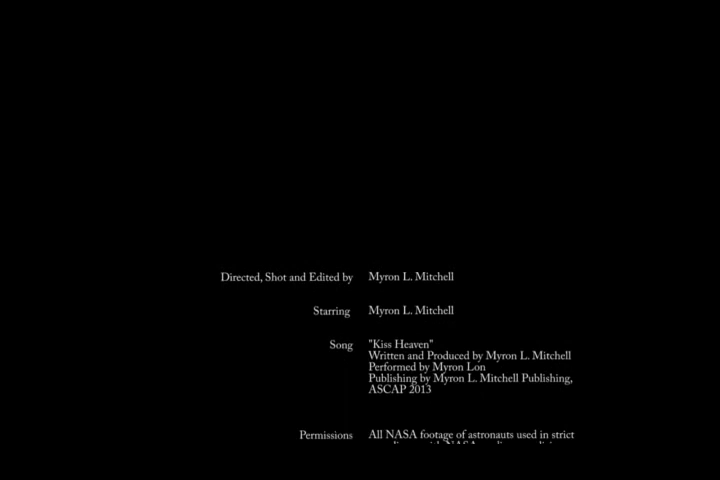 Directed, Shot and Edited by Myron L. Mitchell
Starring Myron L. Mitchell
Song "Kiss Heaven"
Written and Produced by Myron L. Mitchell
Performed by Myron Lon
Publishing by Myron L. Mitchell Publishing,
ASCAP 2013
Permissions All NASA footage of astronauts used in strict